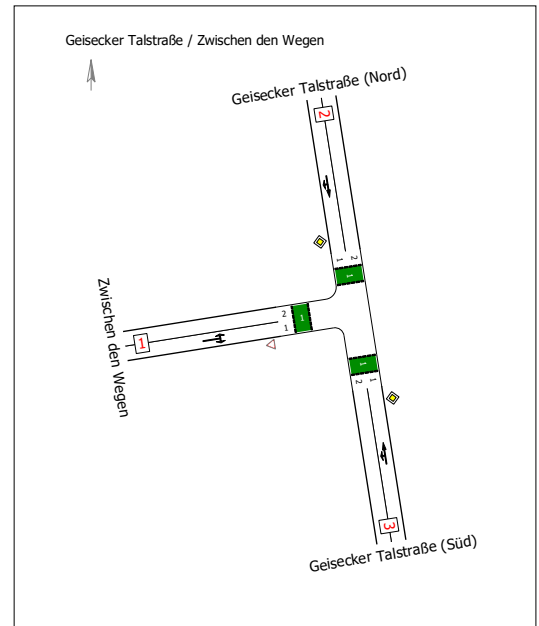 Geisecker Talstraße / Zwischen den Wegen
Geisecker Talstraße (Nord)
2
1 2
1
Zwischen den Wegen
1
2
1
1
1
2 1
3
Geisecker Talstraße (Süd)